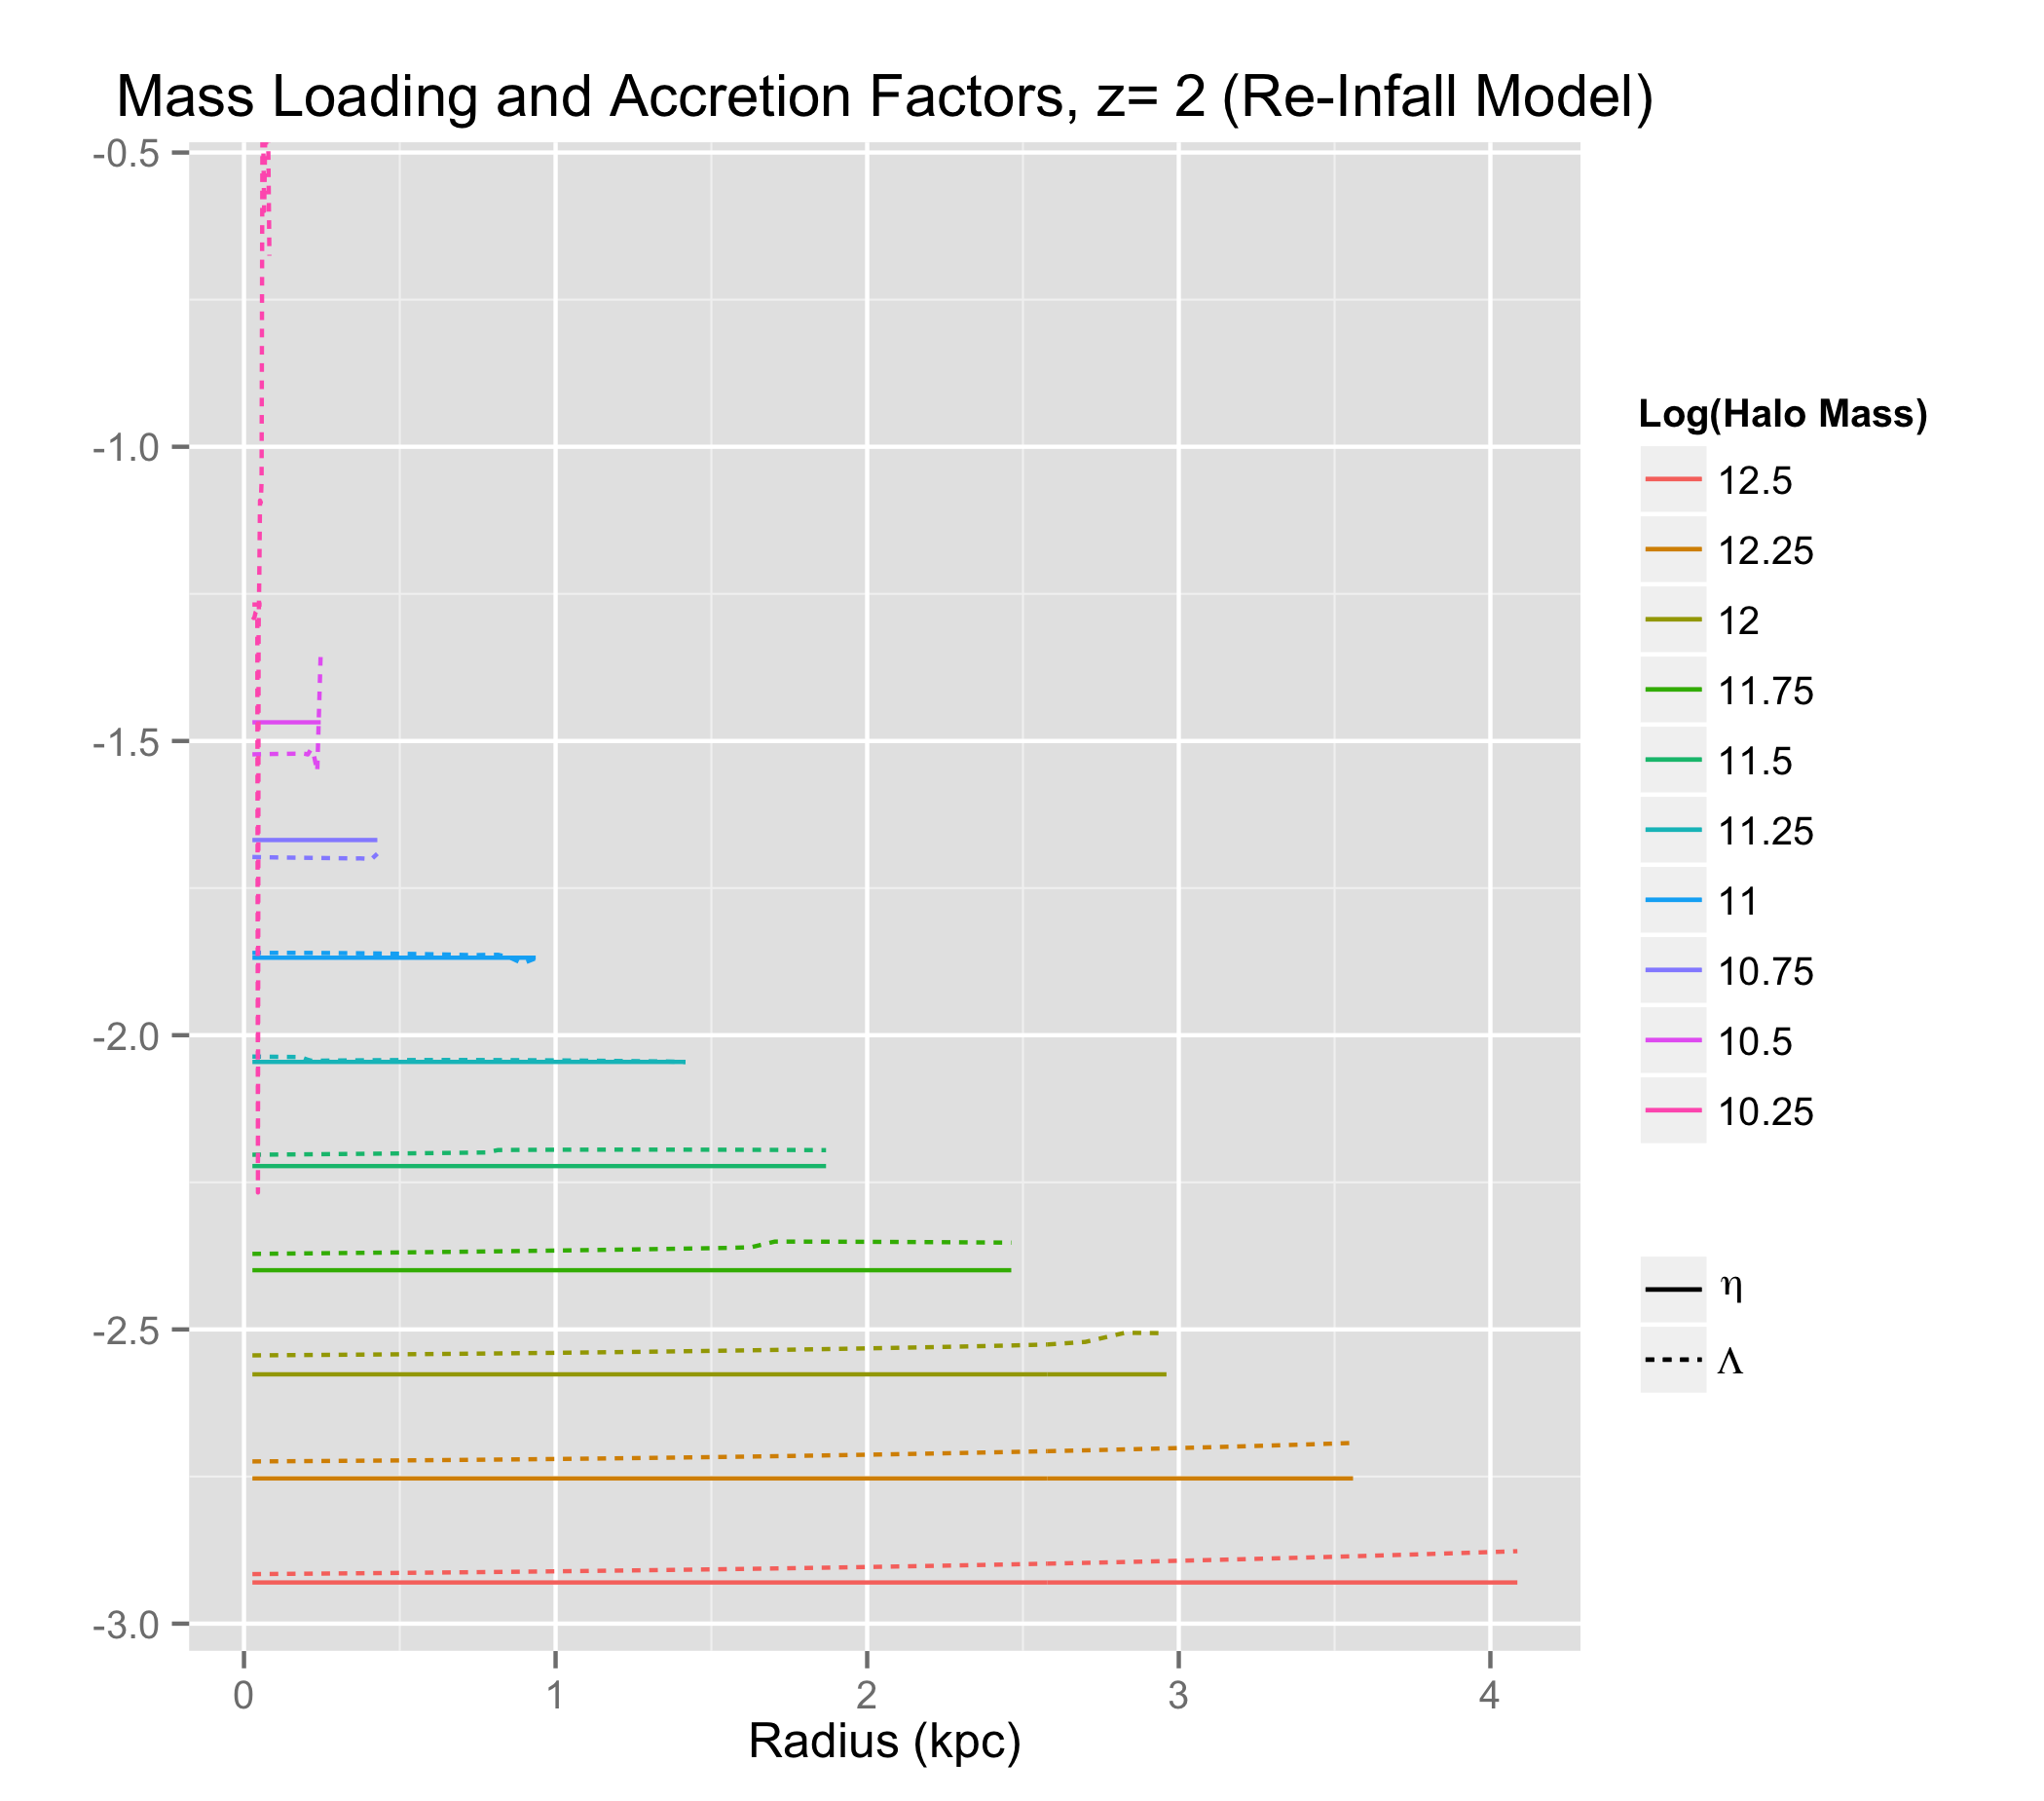 Mass Loading and Accretion Factors, z= 2 (Re-Infall Model)
-0.5
-1.0
-1.5
-2.0
-2.5
-3.0
0 1 2 3 4
Radius (kpc)
Log(Halo Mass)
12.5
12.25
12
11.75
11.5
11.25
11
10.75
10.5
10.25
η
Λ